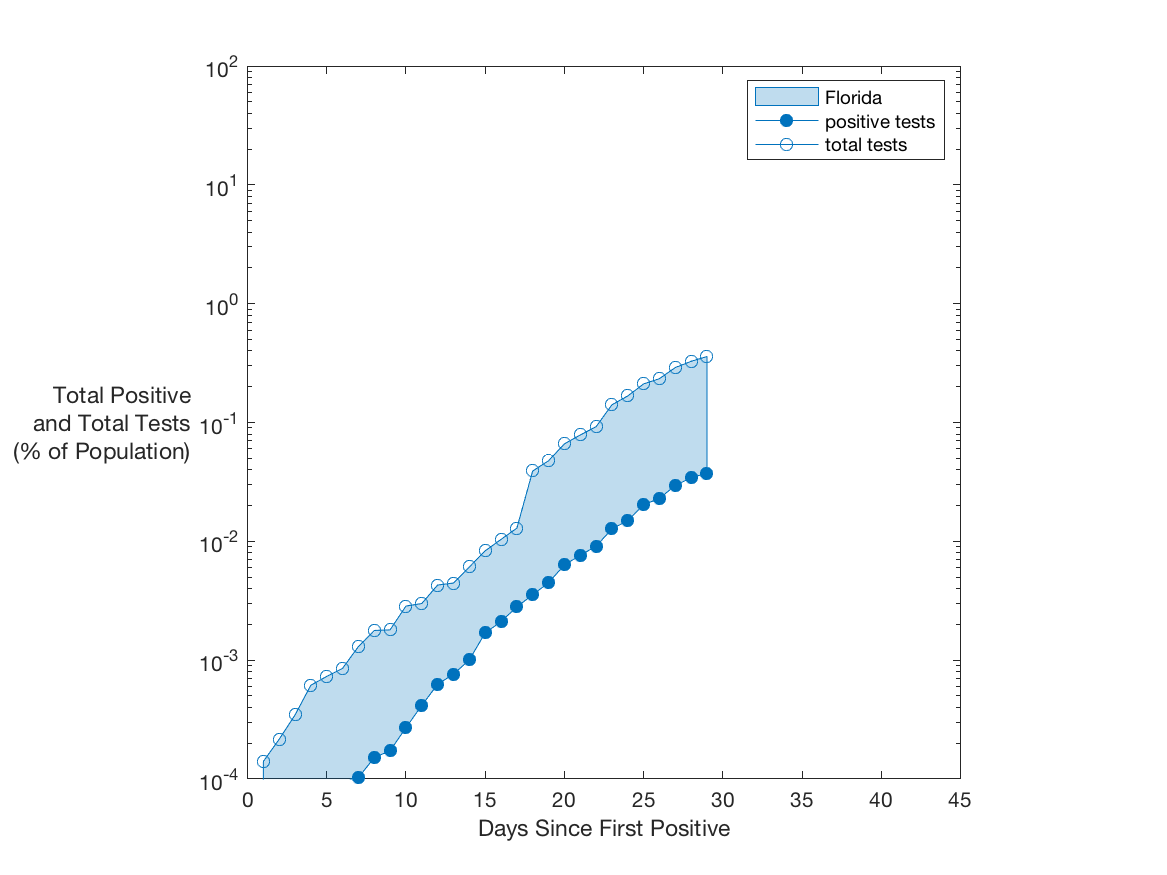 10^2
10^1
10^0
10^-1
10^-2
10^-3
10^-4
Total Positive
and Total Tests
(% of Population)
Florida
positive tests
total tests
0 5 10 15 20 25 30 35 40 45
Days Since First Positive